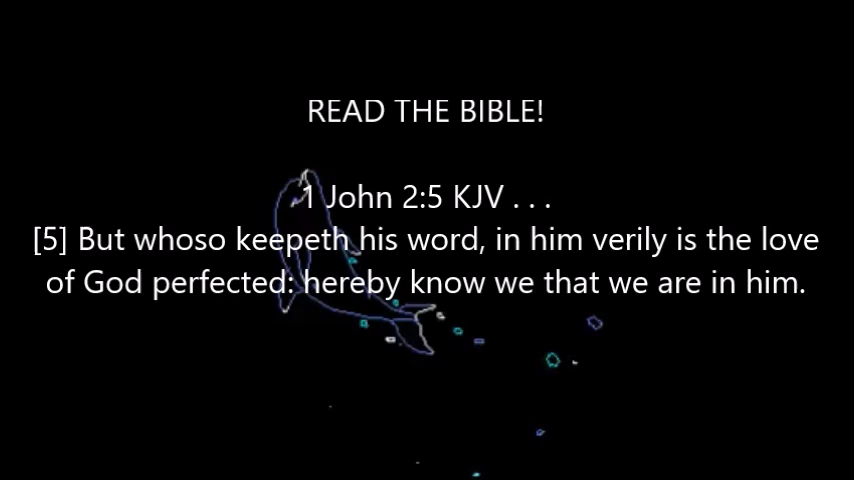 READ THE BIBLE!
1 John 2:5 KJV . . .
[5] But whoso keepeth his word, in him verily is the love
of God perfected: hereby know we that we are in him.